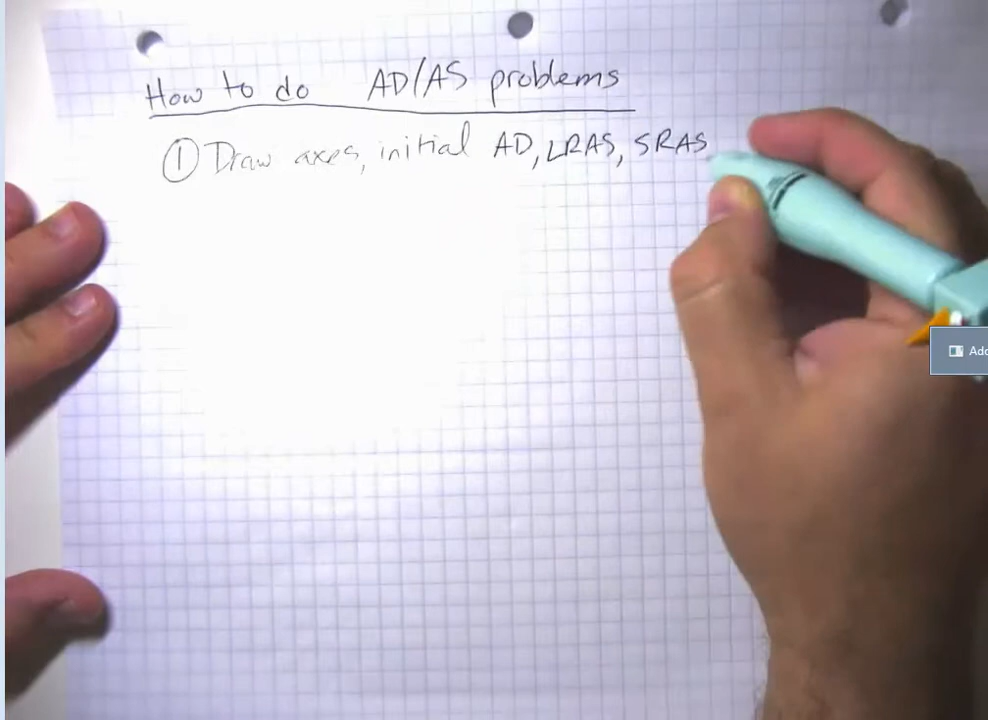 How to do AD/AS problems
① Draw axes, initial AD, LRAS, SRAS